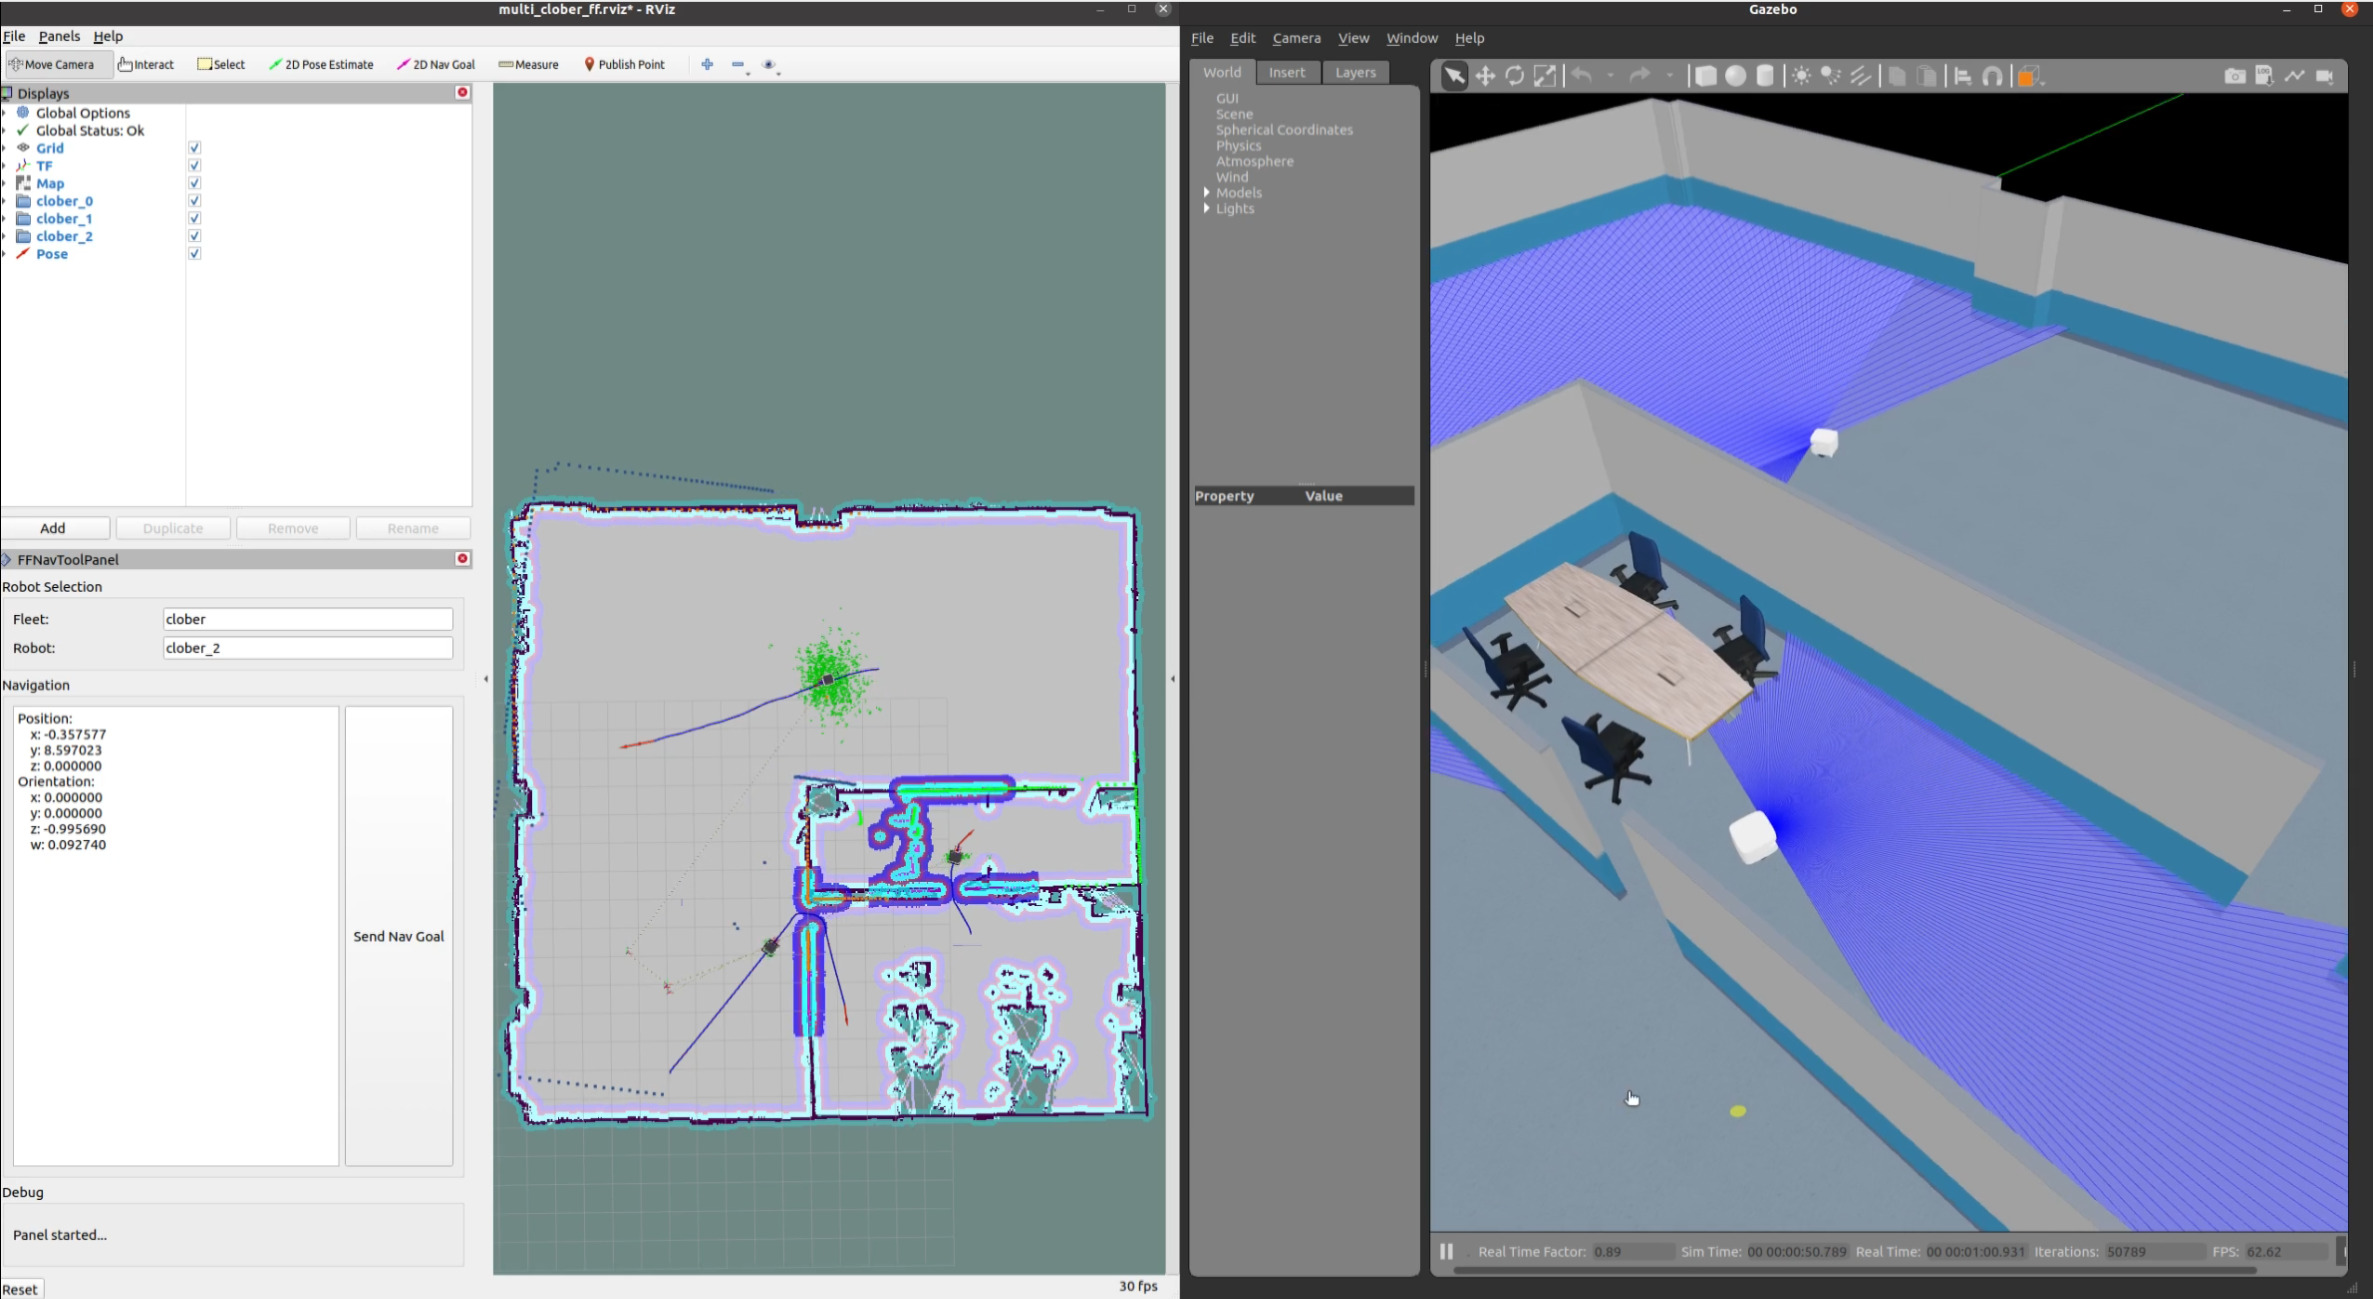 multi_clober_ff.rviz* - RViz
File Panels Help
Move Camera Interact Select 2D Pose Estimate 2D Nav Goal Measure Publish Point
Displays
Global Options
Global Status: Ok
Grid
TF
Map
clober_0
clober_1
clober_2
Pose
Add Duplicate Remove Rename
FFNavToolPanel
Robot Selection
Fleet: clober
Robot: clober_2
Navigation
Position:
x: -0.357577
y: 8.597023
z: 0.000000
Orientation:
x: 0.000000
y: 0.000000
z: -0.995690
w: 0.092740
Send Nav Goal
Debug
Panel started...
Reset
30 fps
Gazebo
File Edit Camera View Window Help
World Insert Layers
GUI
Scene
Spherical Coordinates
Physics
Atmosphere
Wind
Models
Lights
Property Value
LOG
Real Time Factor: 0.89 Sim Time: 00 00:00:50.789 Real Time: 00 00:01:00.931 Iterations: 50789 FPS: 62.62